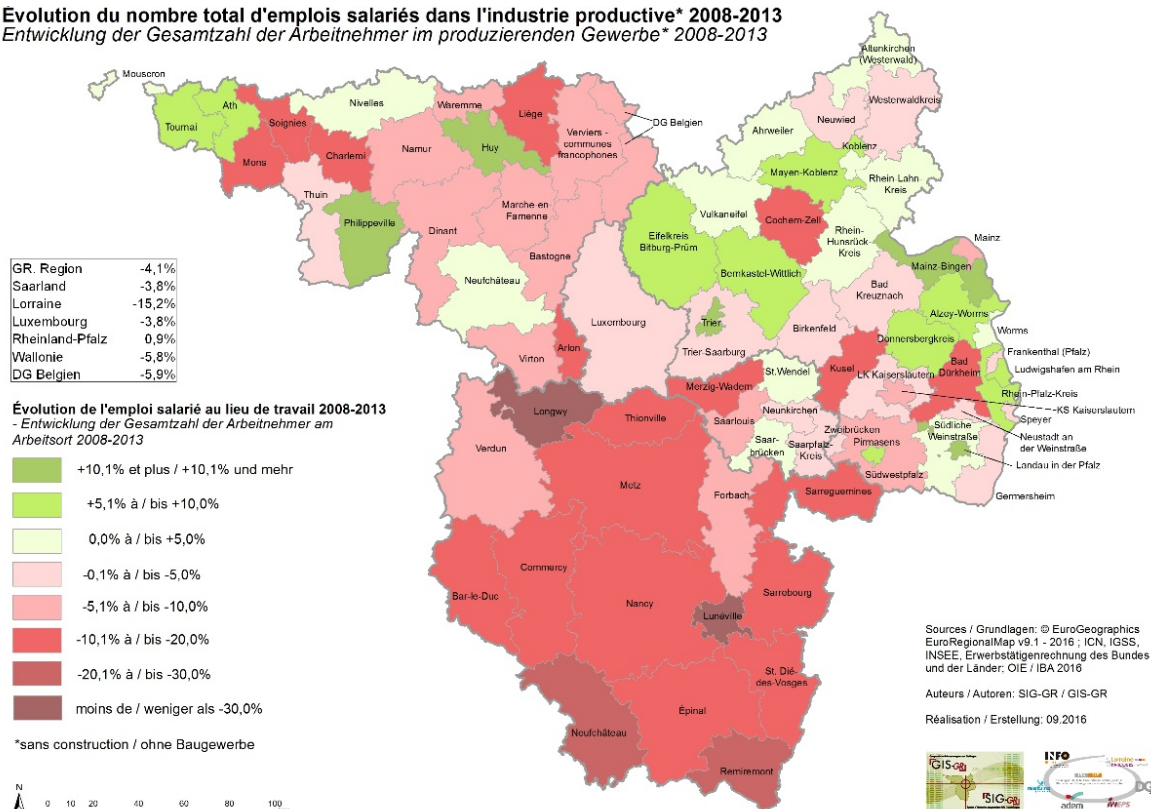 Évolution du nombre total d'emplois salariés dans l'industrie productive* 2008-2013
Entwicklung der Gesamtzahl der Arbeitnehmer im produzierenden Gewerbe* 2008-2013
Altenkirchen
(Westerwald)
Mouscron
Nivelles
Waremme
Liège
Westerwaldkreis
Ath
Tournai
Soignies
DG Belgien
Neuwied
Ahrweiler
Verviers -
communes
francophones
Huy
Namur
Charleroi
Mons
Koblenz
Mayen-Koblenz
Rhein-Lahn
Kreis
Thuin
Philippeville
Marche-en
Famenne
Vulkaneifel
Cochem-Zell
Dinant
Eifelkreis
Bitburg-Prüm
Rhein-
Hunsrück-
Kreis
Mainz
Bastogne
Mainz-Bingen
Neufchâteau
Bernkastel-Wittlich
Bad
Kreuznach
GR. Region -4,1%
Saarland -3,8%
Lorraine -15,2%
Luxembourg -3,8%
Rheinland-Pfalz 0,9%
Wallonie -5,8%
DG Belgien -5,9%
Luxembourg
Trier
Alzey-Worms
Birkenfeld
Worms
Donnersbergkreis
Virton
Arlon
Trier-Saarburg
Frankenthal (Pfalz)
Ludwigshafen am Rhein
St.Wendel
Kusel
LK Kaiserslautern
Bad
Dürkheim
Merzig-Wadern
Rhein-Pfalz-Kreis
KS Kaiserslautern
Speyer
Longwy
Thionville
Saarlouis
Neunkirchen
Zweibrücken
Pirmasens
Südliche
Weinstraße
Neustadt an
der Weinstraße
Verdun
Saar-
brücken
Saarpfalz-
Kreis
Landau in der Pfalz
Südwestpfalz
Germersheim
Metz
Forbach
Sarreguemines
Évolution de l'emploi salarié au lieu de travail 2008-2013
- Entwicklung der Gesamtzahl der Arbeitnehmer am
Arbeitsort 2008-2013
+10,1% et plus / +10,1% und mehr
+5,1% à / bis +10,0%
0,0% à / bis +5,0%
-0,1% à / bis -5,0%
-5,1% à / bis -10,0%
-10,1% à / bis -20,0%
-20,1% à / bis -30,0%
moins de / weniger als -30,0%
*sans construction / ohne Baugewerbe
Commercy
Bar-le-Duc
Nancy
Lunéville
Sarrebourg
St. Dié-
des-Vosges
Épinal
Neufchâteau
Remiremont
Sources / Grundlagen: © EuroGeographics
EuroRegionalMap v9.1 - 2016 ; ICN, IGSS,
INSEE, Erwerbstätigenrechnung des Bundes
und der Länder; OIE / IBA 2016
Auteurs / Autoren: SIG-GR / GIS-GR
Réalisation / Erstellung: 09.2016
N
0 10 20 40 60 80 100
GIS-GR
SIG-GR
INFO
Lorraine
adem
DG